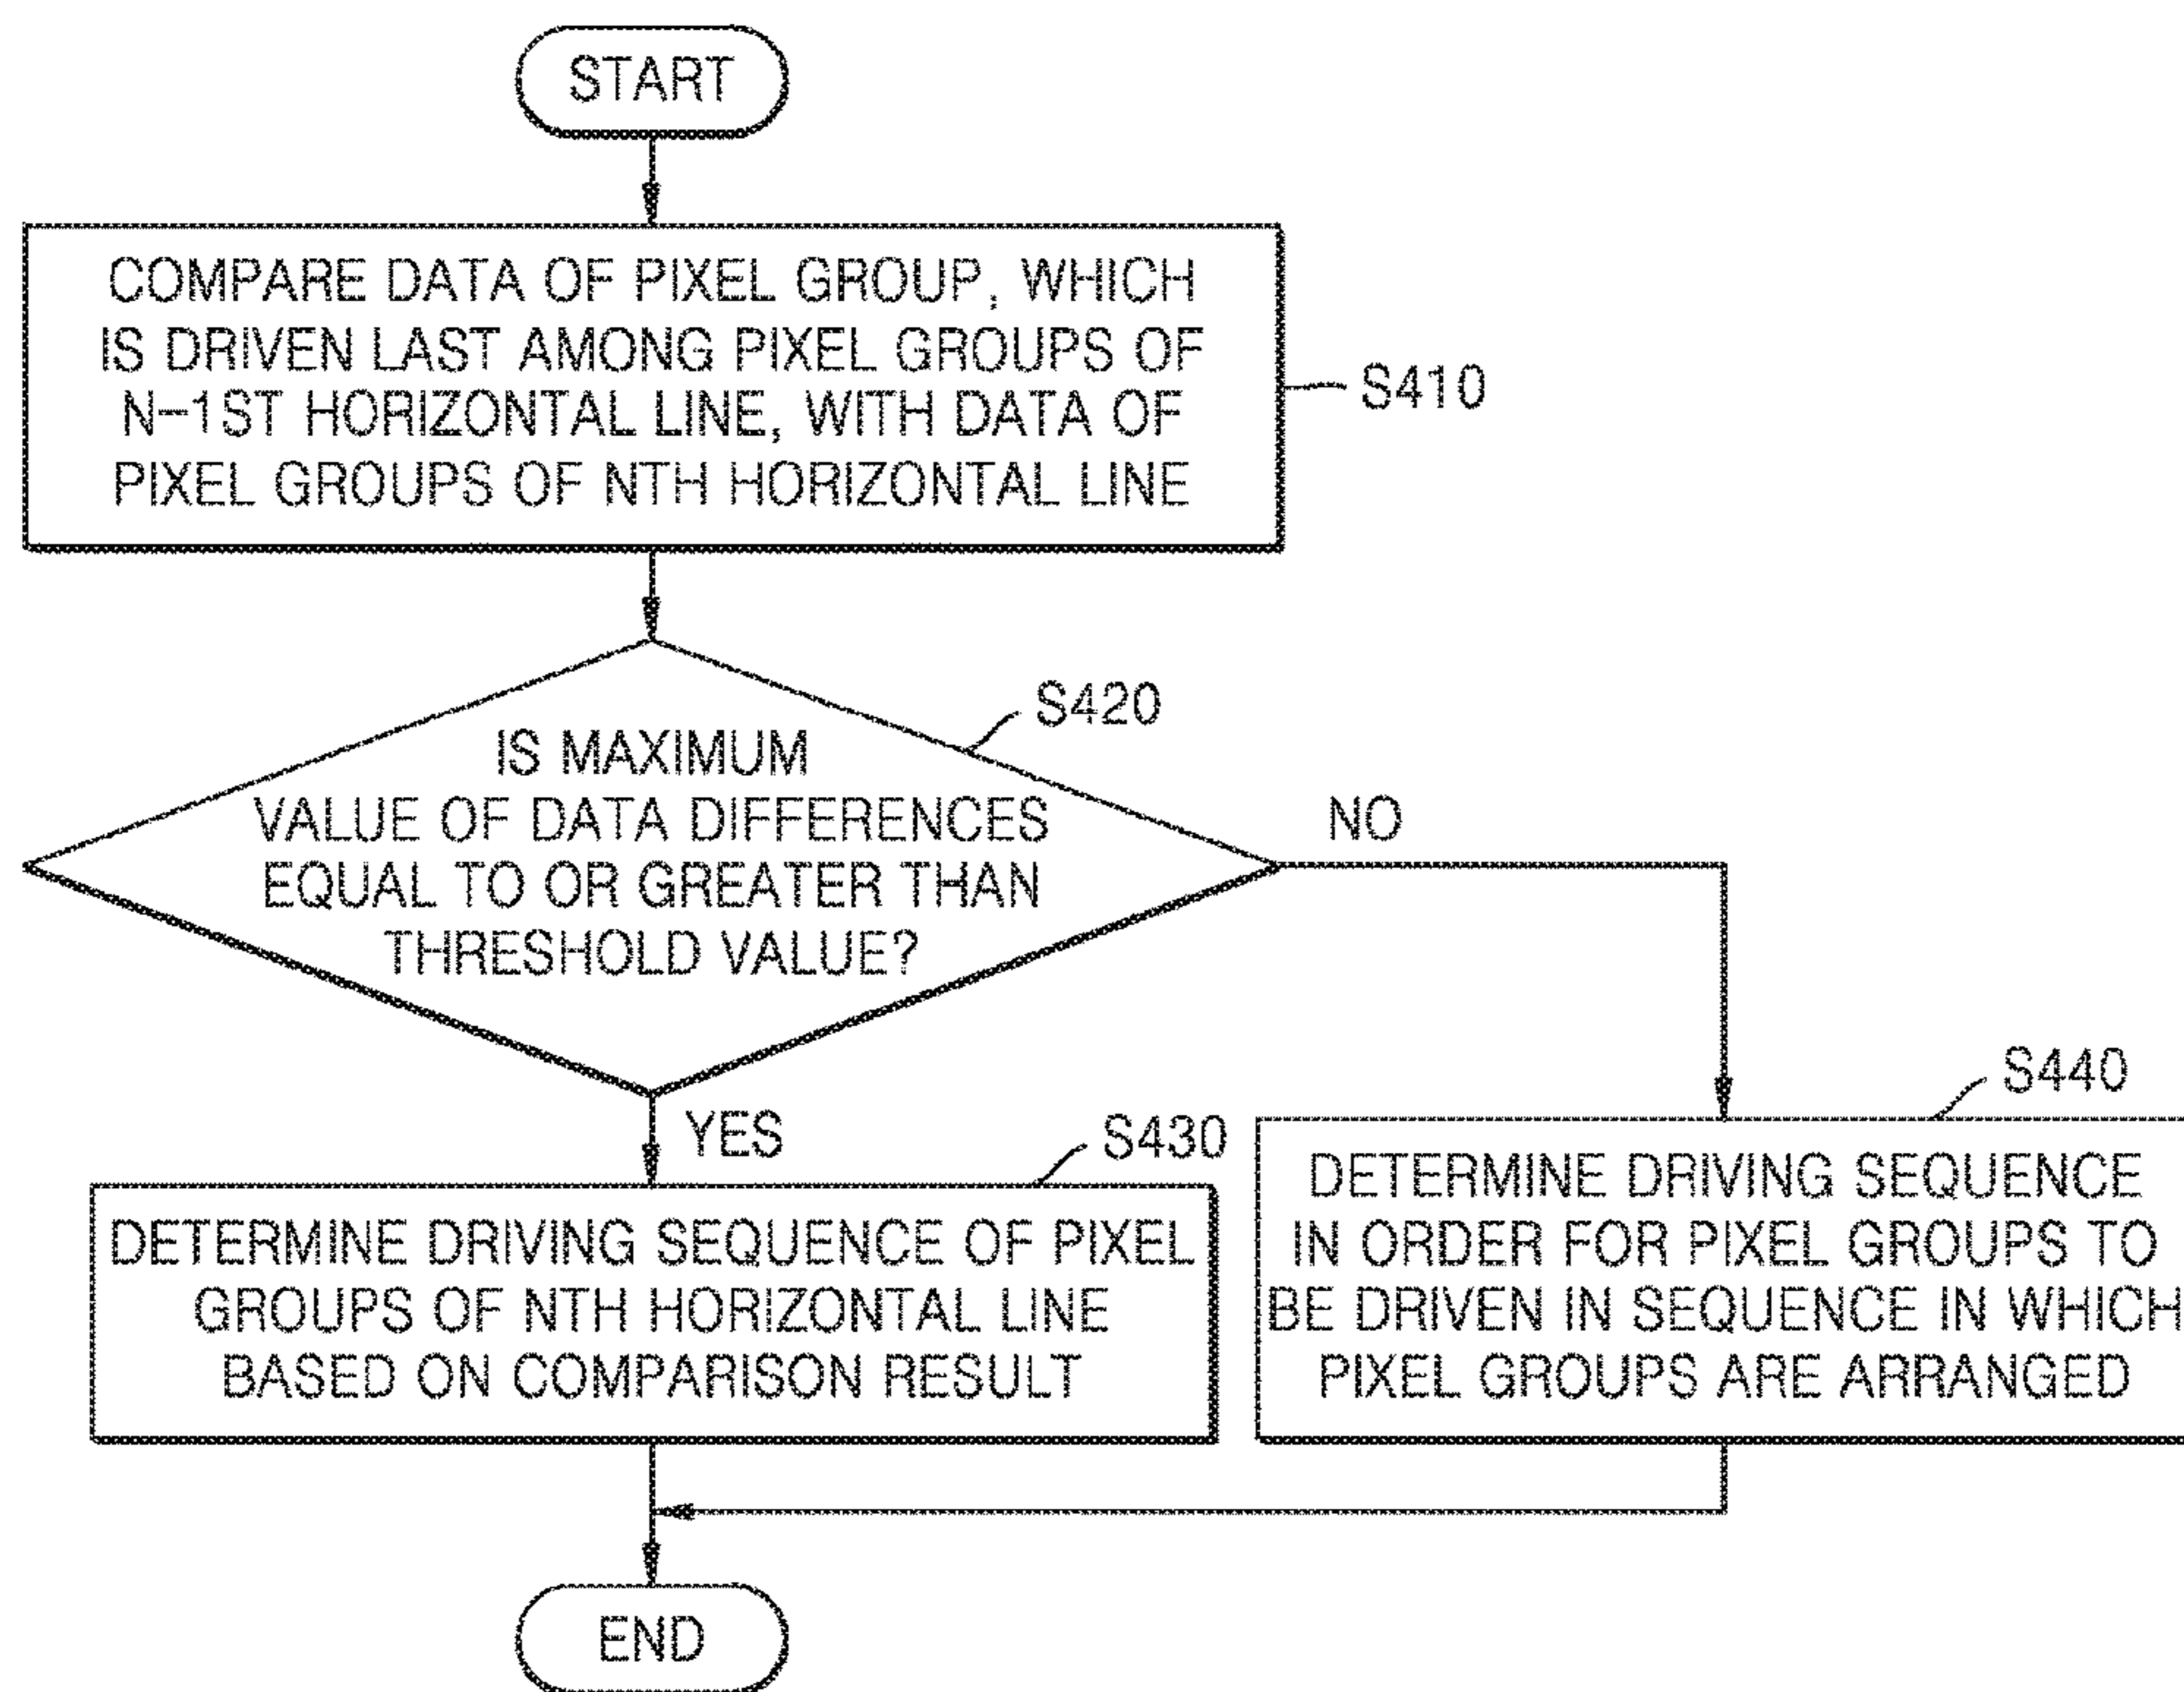 START
COMPARE DATA OF PIXEL GROUP, WHICH
IS DRIVEN LAST AMONG PIXEL GROUPS OF
N-1ST HORIZONTAL LINE, WITH DATA OF
PIXEL GROUPS OF NTH HORIZONTAL LINE
S410
S420
IS MAXIMUM
VALUE OF DATA DIFFERENCES
EQUAL TO OR GREATER THAN
THRESHOLD VALUE?
NO
YES
S430
DETERMINE DRIVING SEQUENCE OF PIXEL
GROUPS OF NTH HORIZONTAL LINE
BASED ON COMPARISON RESULT
S440
DETERMINE DRIVING SEQUENCE
IN ORDER FOR PIXEL GROUPS TO
BE DRIVEN IN SEQUENCE IN WHICH
PIXEL GROUPS ARE ARRANGED
END